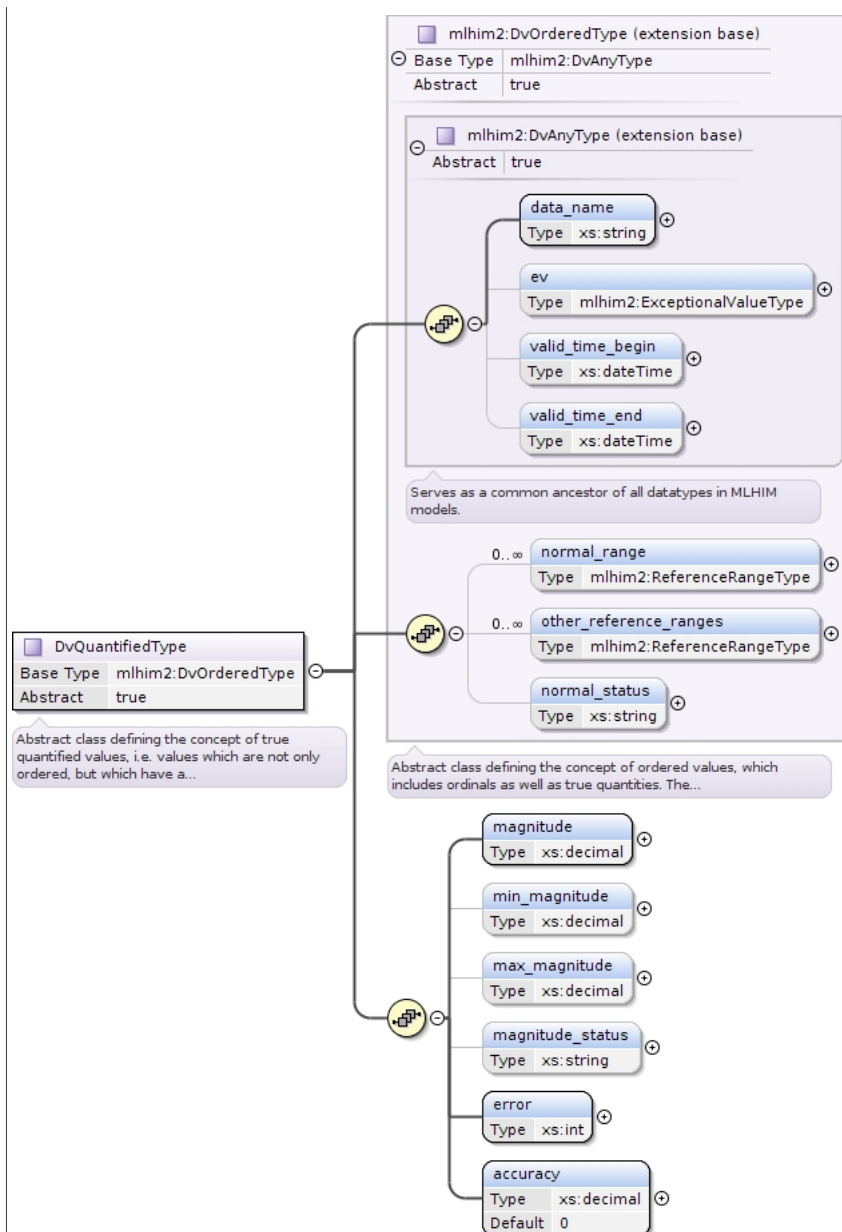 mlhim2:DvOrderedType (extension base)
Base Type mlhim2:DvAnyType
Abstract true
mlhim2:DvAnyType (extension base)
Abstract true
data_name
Type xs:string
ev
Type mlhim2:ExceptionalValueType
valid_time_begin
Type xs:dateTime
valid_time_end
Type xs:dateTime
Serves as a common ancestor of all datatypes in MLHIM
models.
0..∞ normal_range
Type mlhim2:ReferenceRangeType
0..∞ other_reference_ranges
Type mlhim2:ReferenceRangeType
normal_status
Type xs:string
DvQuantifiedType
Base Type mlhim2:DvOrderedType
Abstract true
Abstract class defining the concept of true
quantified values, i.e. values which are not only
ordered, but which have a...
Abstract class defining the concept of ordered values, which
includes ordinals as well as true quantities. The...
magnitude
Type xs:decimal
min_magnitude
Type xs:decimal
max_magnitude
Type xs:decimal
magnitude_status
Type xs:string
error
Type xs:int
accuracy
Type xs:decimal
Default 0